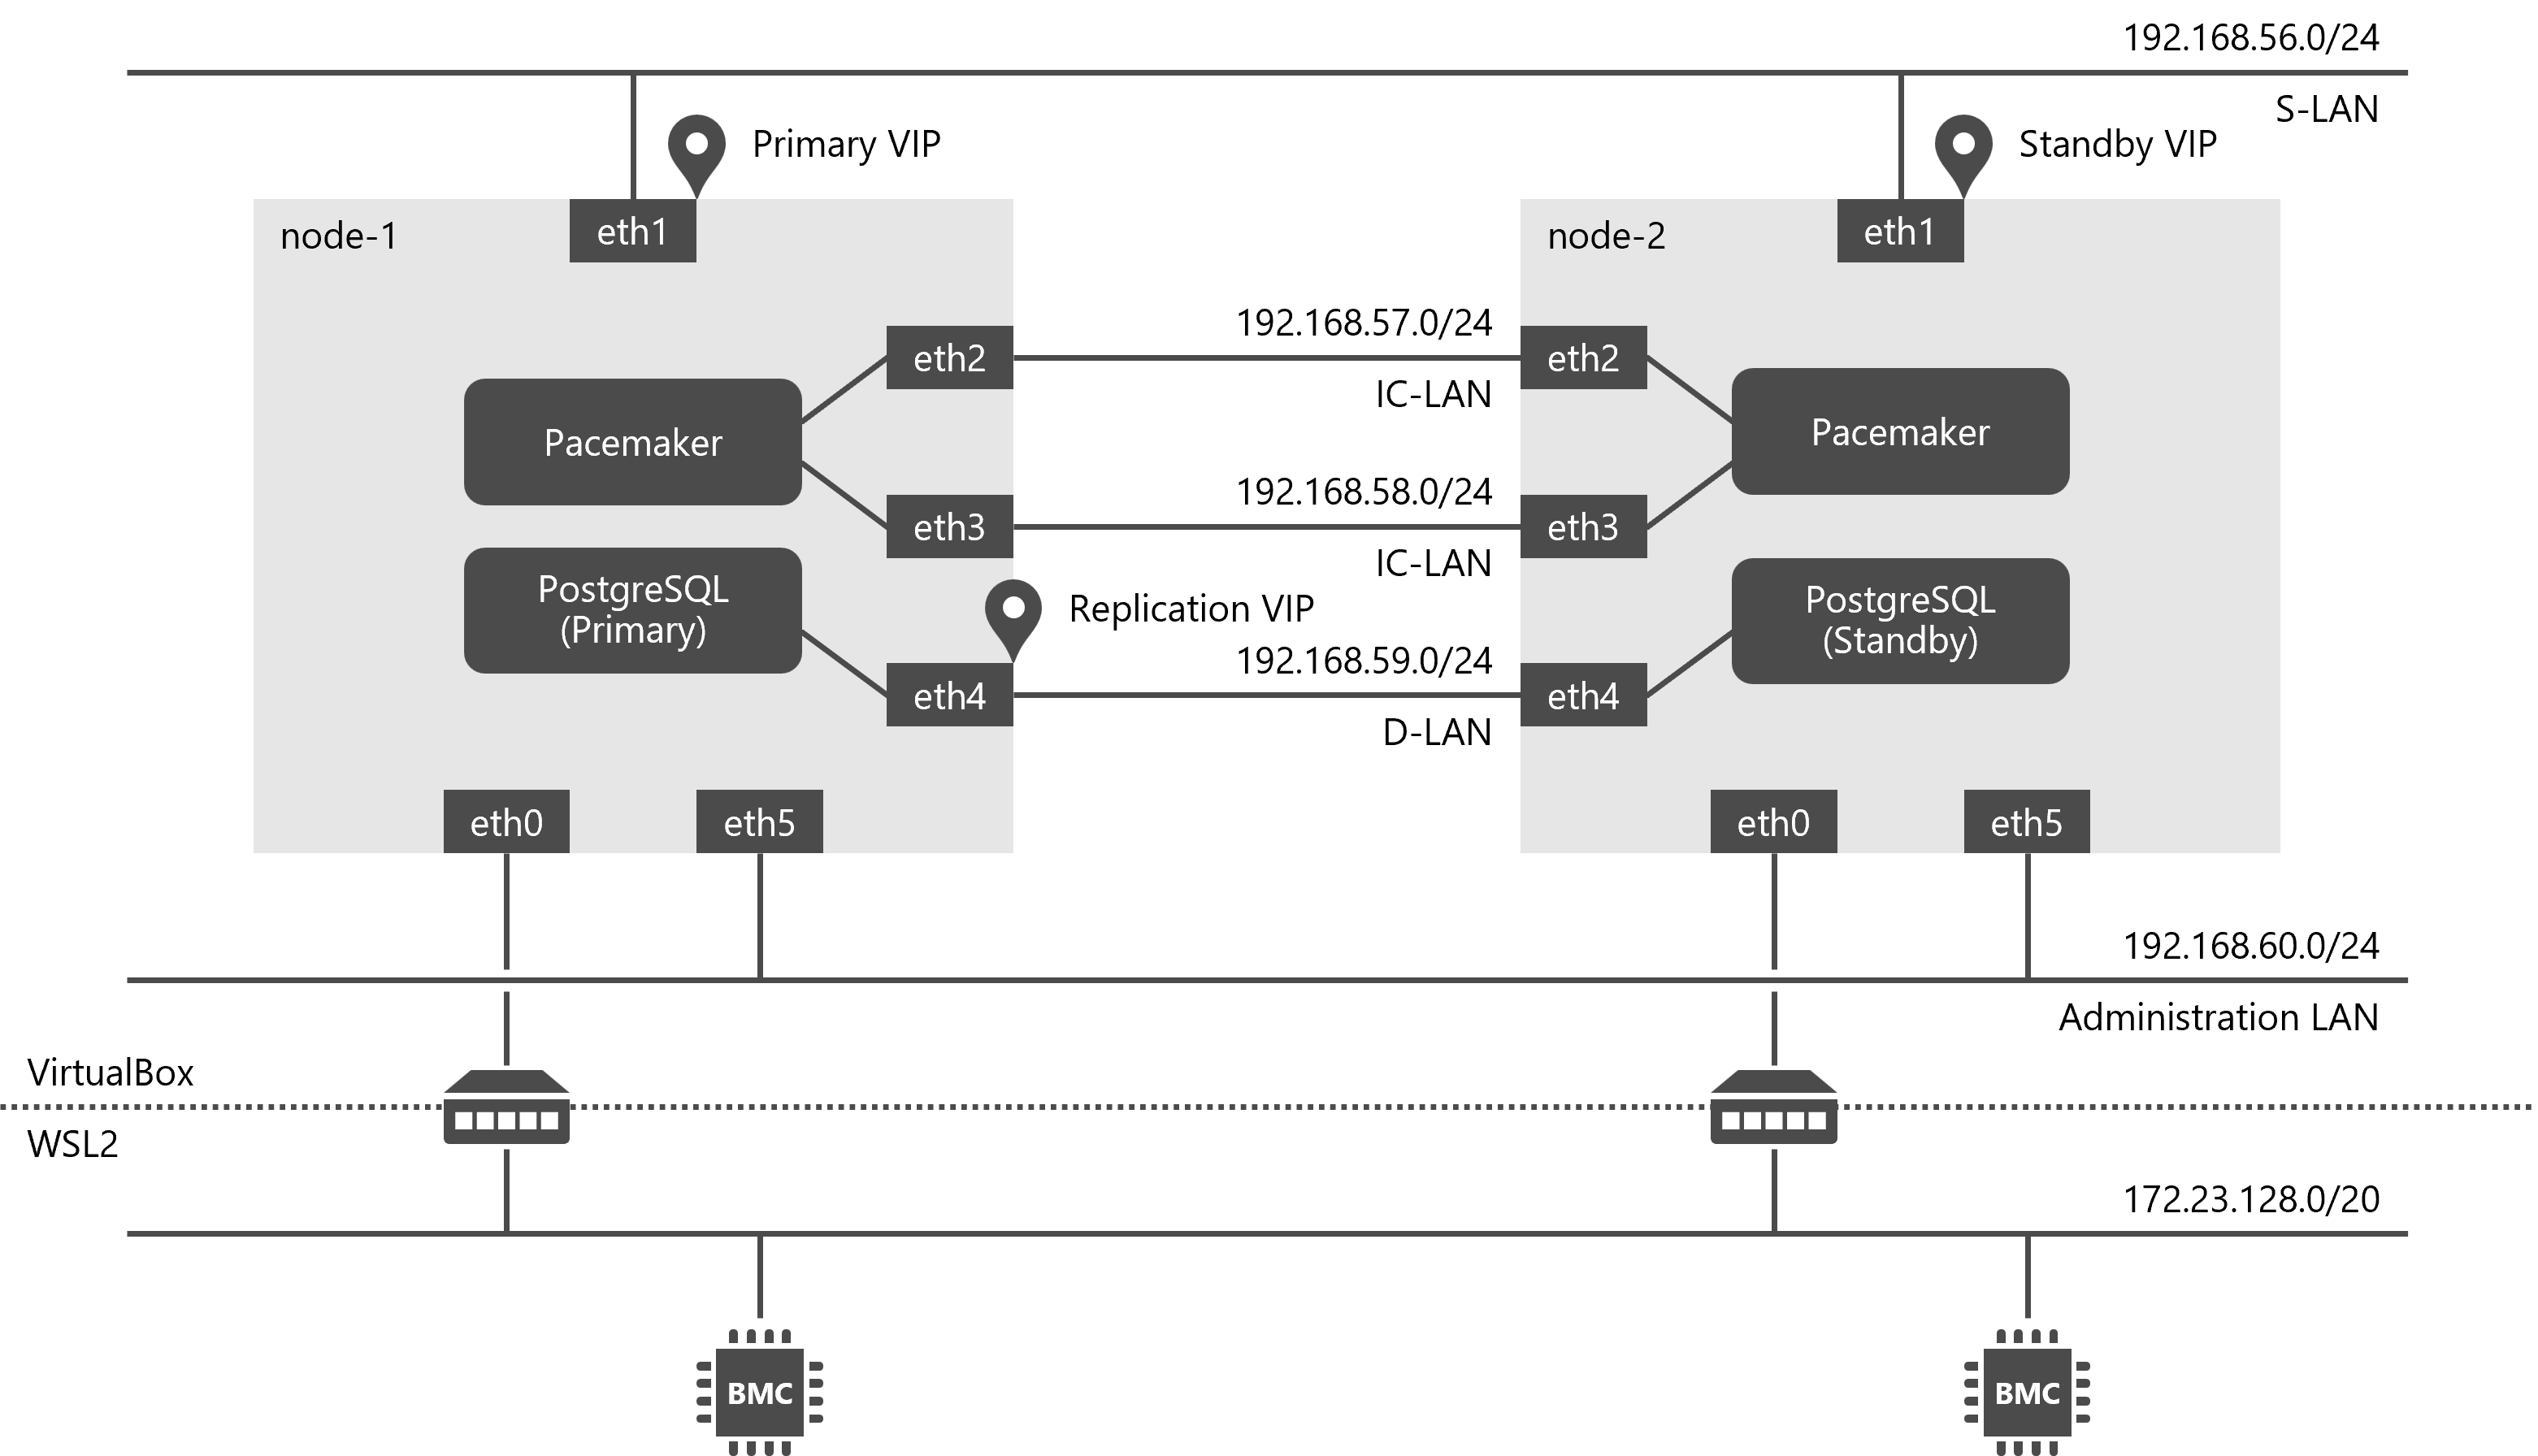 192.168.56.0/24
S-LAN
Primary VIP
Standby VIP
node-1
eth1
node-2
eth1
192.168.57.0/24
eth2
eth2
IC-LAN
Pacemaker
Pacemaker
192.168.58.0/24
eth3
eth3
IC-LAN
PostgreSQL
(Primary)
PostgreSQL
(Standby)
Replication VIP
192.168.59.0/24
eth4
eth4
D-LAN
eth0
eth5
eth0
eth5
192.168.60.0/24
Administration LAN
VirtualBox
WSL2
172.23.128.0/20
BMC
BMC